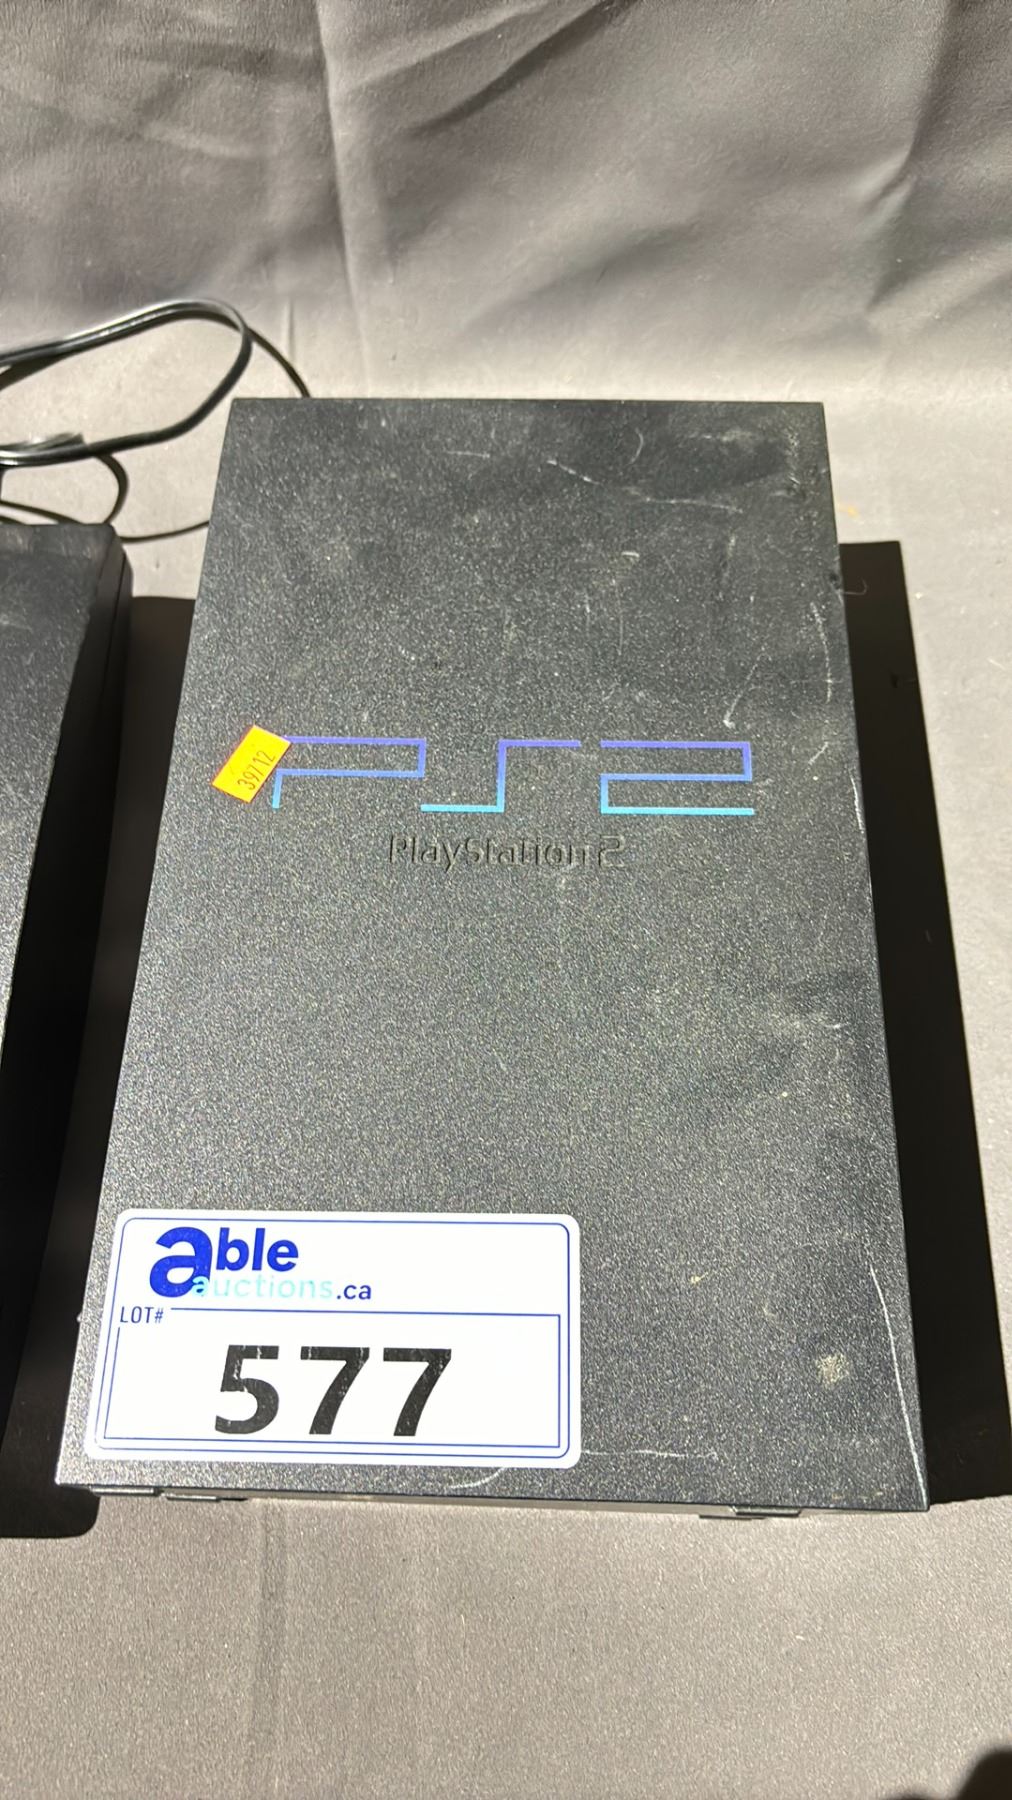 39712
PS2
PlayStation 2
able
auctions.ca
LOT#
577